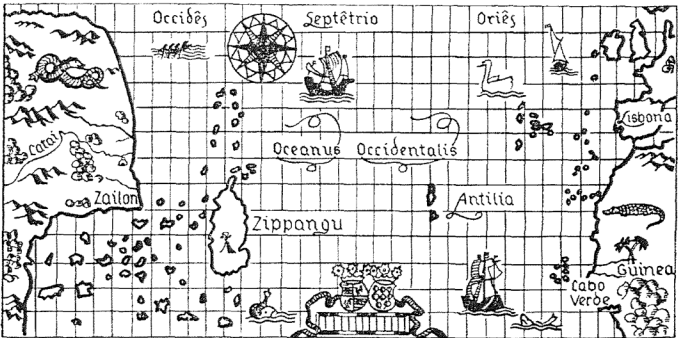 Occidēs
Septētrio
Oriēs
Lisbona
Oceanus Occidentalis
Catai
Zailon
Antilia
Zippangu
Guinea
Cabo
Verde